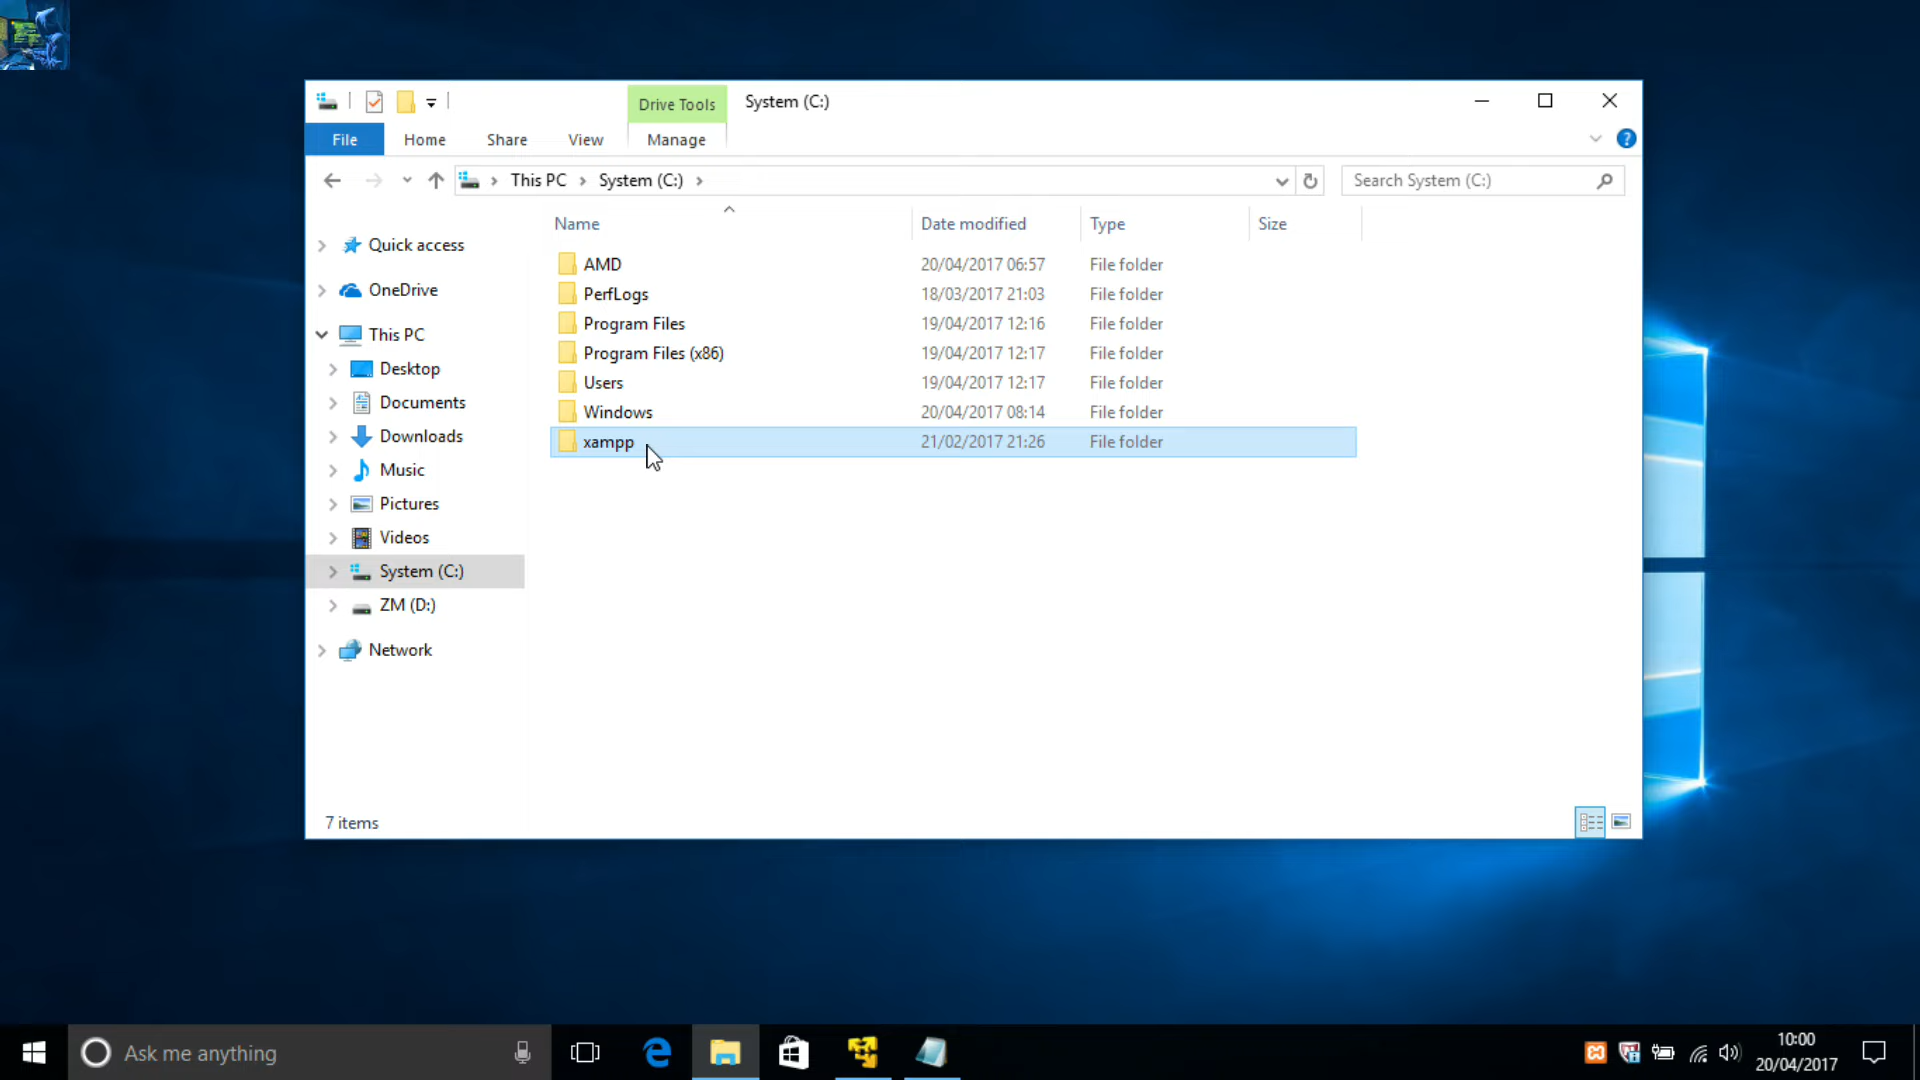 Drive Tools System (C:)
File Home Share View Manage
This PC System (C:) Search System (C:)
Name Date modified Type Size
Quick access
OneDrive
This PC
Desktop
Documents
Downloads
Music
Pictures
Videos
System (C:)
ZM (D:)
Network
AMD 20/04/2017 06:57 File folder
PerfLogs 18/03/2017 21:03 File folder
Program Files 19/04/2017 12:16 File folder
Program Files (x86) 19/04/2017 12:17 File folder
Users 19/04/2017 12:17 File folder
Windows 20/04/2017 08:14 File folder
xampp 21/02/2017 21:26 File folder
7 items
Ask me anything
10:00
20/04/2017